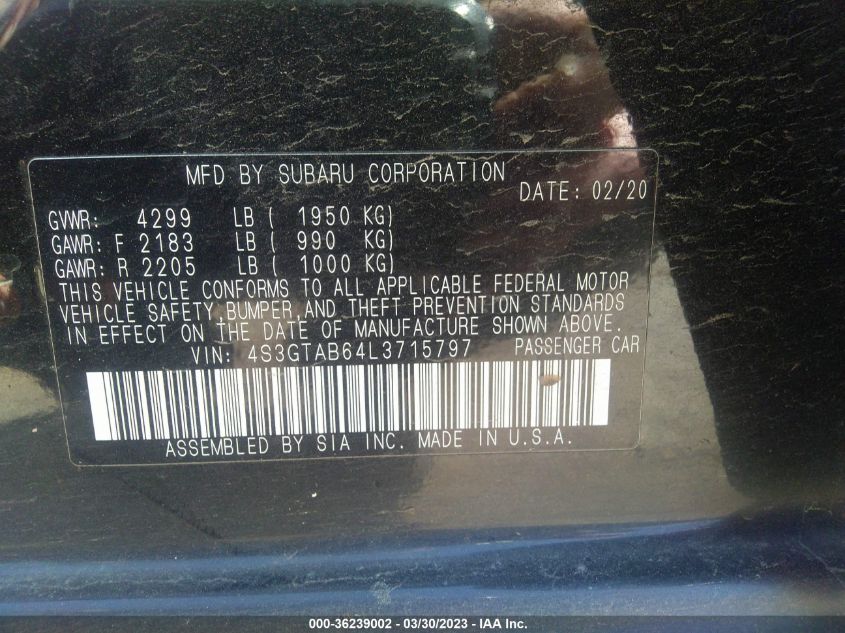 MFD BY SUBARU CORPORATION
DATE: 02/20
GVWR: 4299 LB ( 1950 KG)
GAWR: F 2183 LB ( 990 KG)
GAWR: R 2205 LB ( 1000 KG)
THIS VEHICLE CONFORMS TO ALL APPLICABLE FEDERAL MOTOR
VEHICLE SAFETY, BUMPER, AND THEFT PREVENTION STANDARDS
IN EFFECT ON THE DATE OF MANUFACTURE SHOWN ABOVE.
VIN: 4S3GTAB64L3715797 PASSENGER CAR
ASSEMBLED BY SIA INC. MADE IN U.S.A.
000-36239002 - 03/30/2023 - IAA Inc.